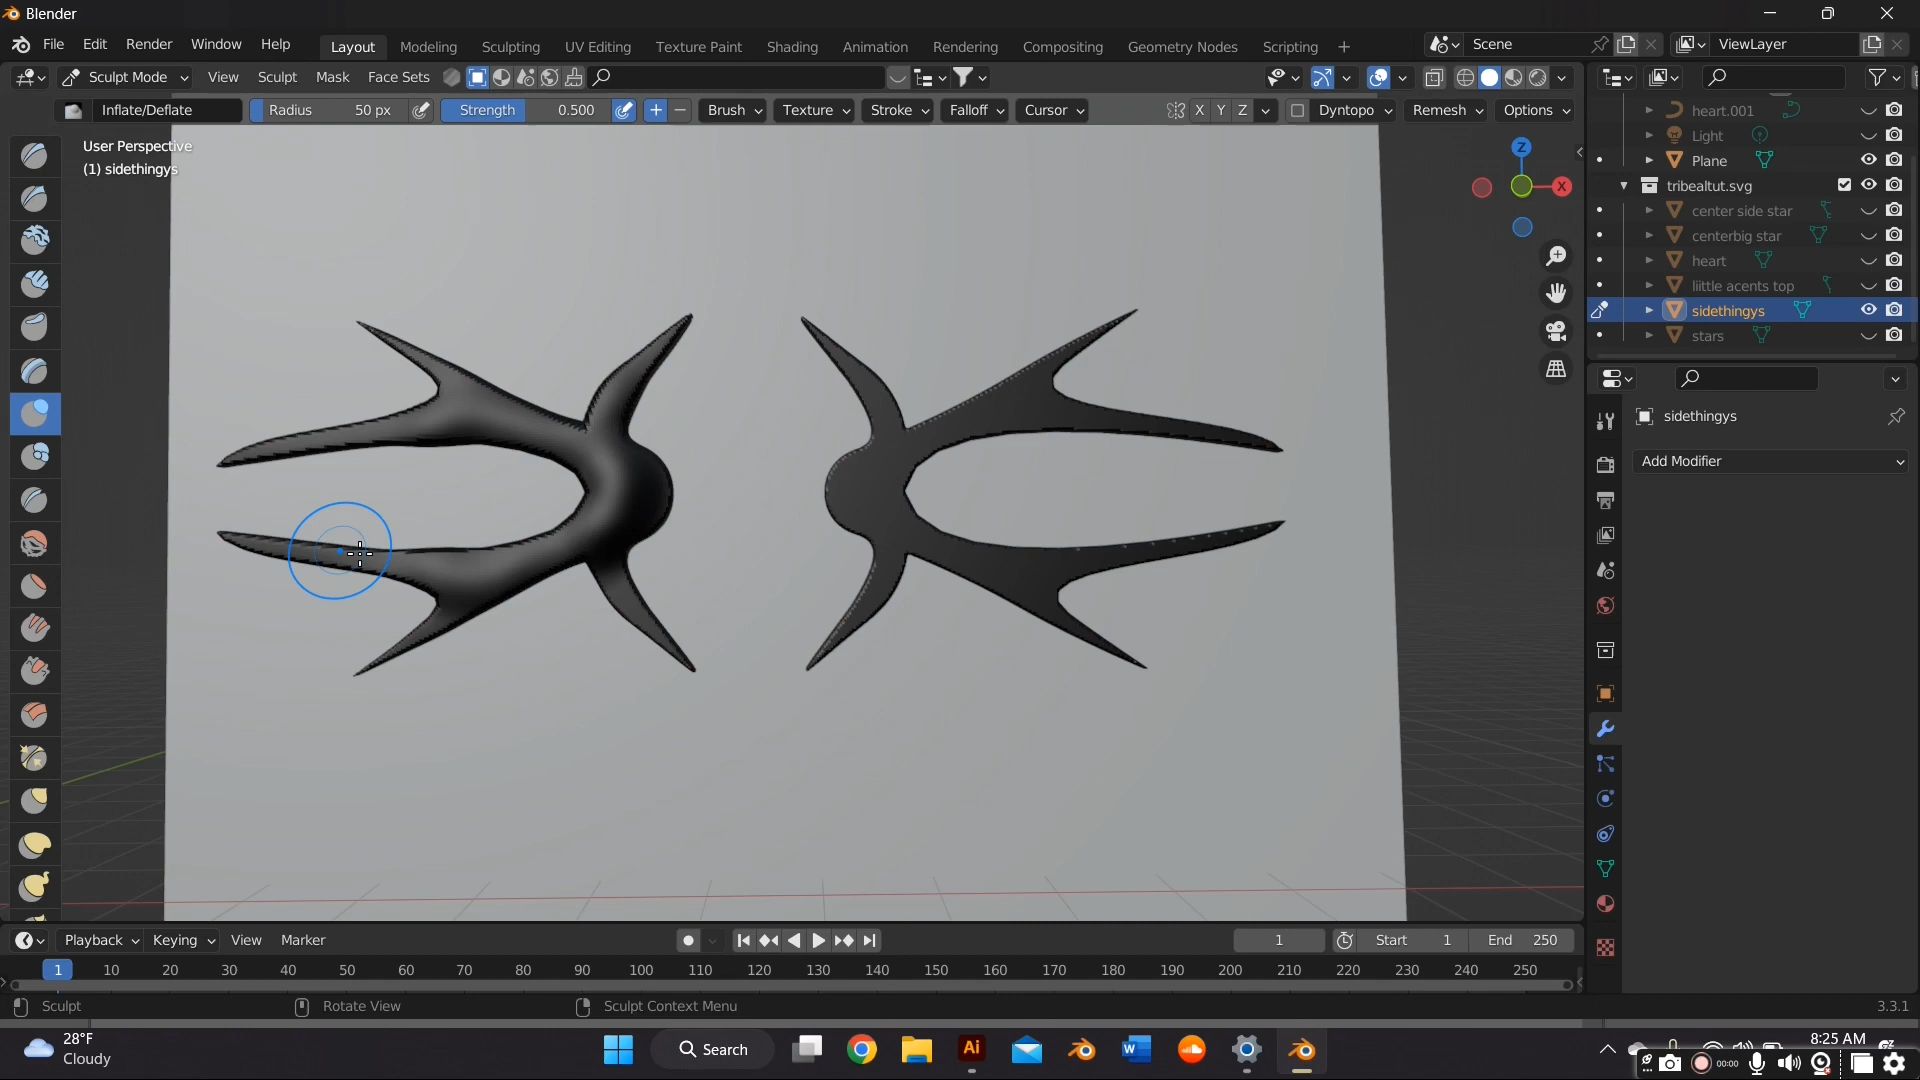 Blender
File Edit Render Window Help Layout Modeling Sculpting UV Editing Texture Paint Shading Animation Rendering Compositing Geometry Nodes Scripting + Scene ViewLayer
Sculpt Mode View Sculpt Mask Face Sets
Inflate/Deflate Radius 50 px Strength 0.500 Brush Texture Stroke Falloff Cursor X Y Z Dyntopo Remesh Options
User Perspective
(1) sidethingys
Z
X
heart.001
Light
Plane
tribealtut.svg
center side star
centerbig star
heart
liittle acents top
sidethingys
stars
sidethingys
Add Modifier
Playback Keying View Marker 1 Start 1 End 250
1 10 20 30 40 50 60 70 80 90 100 110 120 130 140 150 160 170 180 190 200 210 220 230 240 250
Sculpt Rotate View Sculpt Context Menu 3.3.1
28°F
Cloudy
Search
Ai
W
8:25 AM
00:00